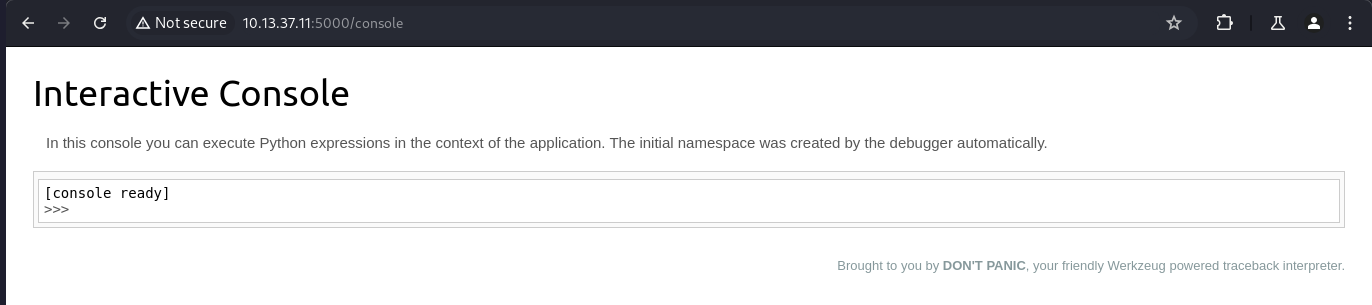 Not secure 10.13.37.11:5000/console
Interactive Console
In this console you can execute Python expressions in the context of the application. The initial namespace was created by the debugger automatically.
[console ready]
>>>
Brought to you by DON'T PANIC, your friendly Werkzeug powered traceback interpreter.